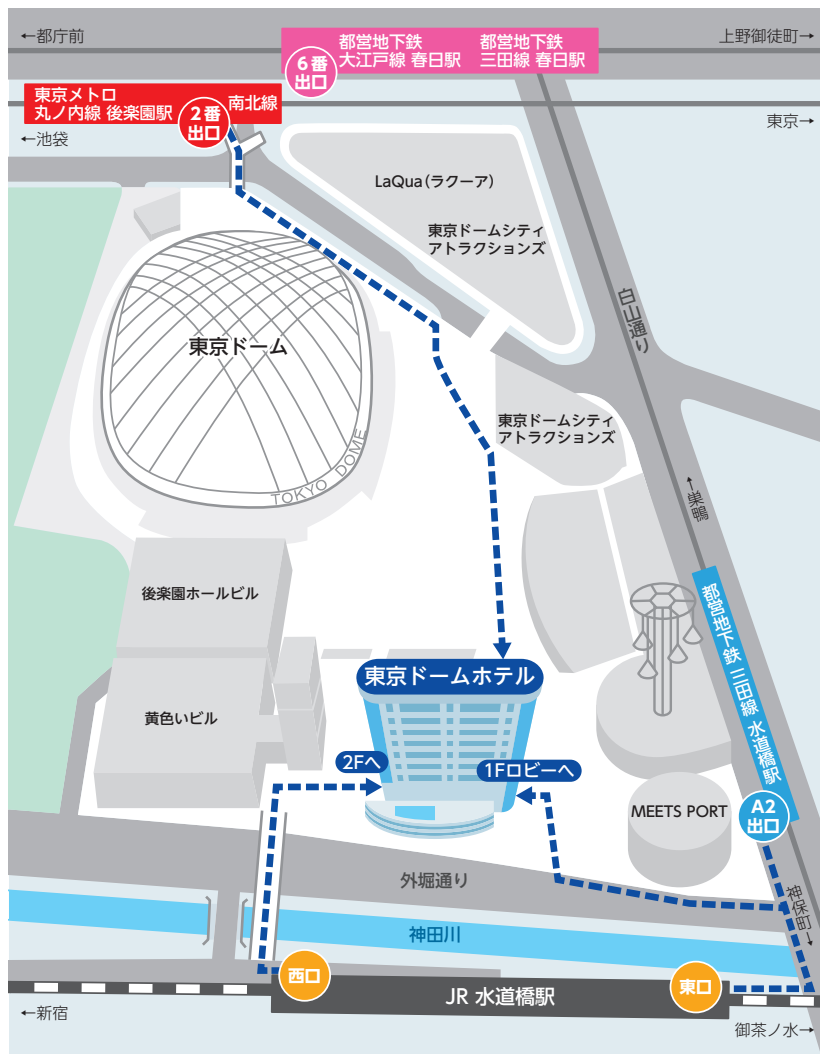 ←都庁前
都営地下鉄
大江戸線 春日駅
都営地下鉄
三田線 春日駅
上野御徒町→
6番
出口
東京メトロ
丸ノ内線 後楽園駅
2番
出口
南北線
東京→
←池袋
LaQua(ラクーア)
東京ドームシティ
アトラクションズ
白山通り
東京ドーム
東京ドームシティ
アトラクションズ
TOKYO DOME
←巣鴨
後楽園ホールビル
都営地下鉄 三田線 水道橋駅
東京ドームホテル
黄色いビル
2Fへ
1Fロビーへ
MEETS PORT
A2
出口
外堀通り
神保町→
神田川
西口
東口
JR 水道橋駅
←新宿
御茶ノ水→